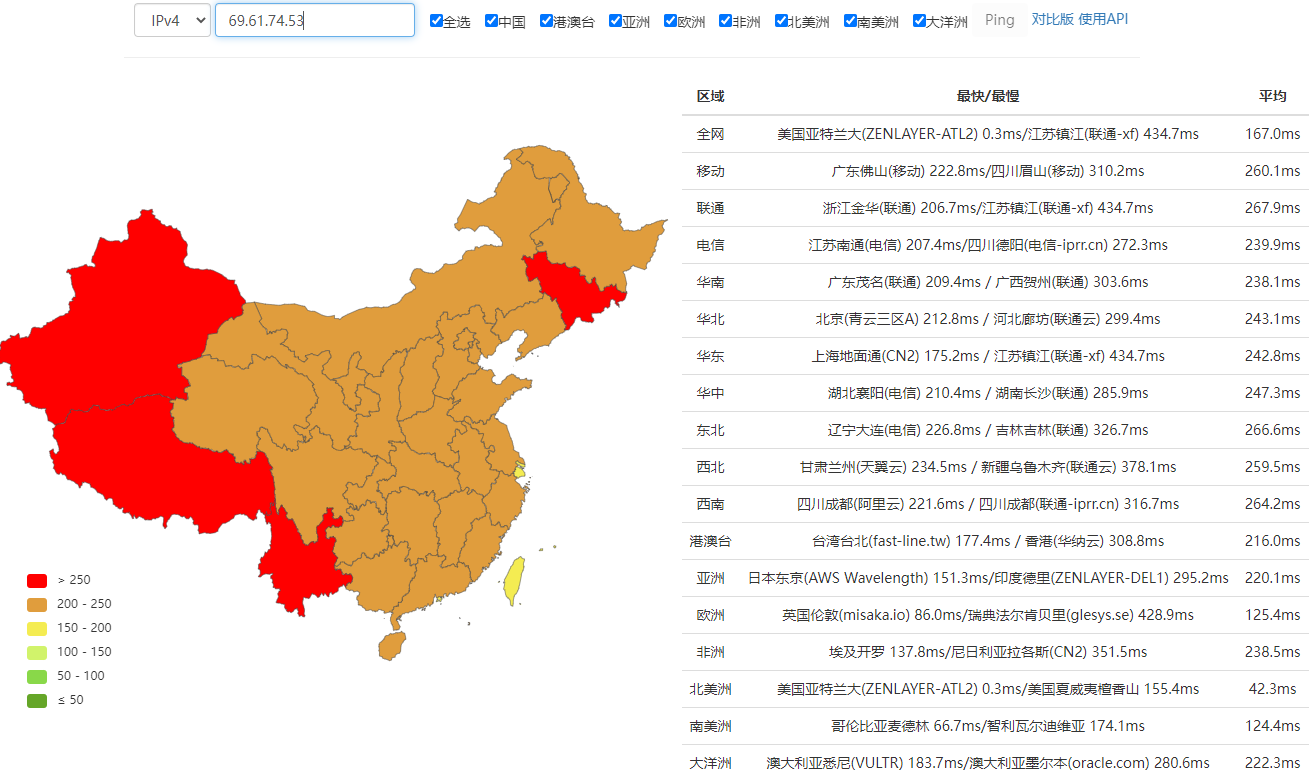 IPv4 69.61.74.53 全选 中国 港澳台 亚洲 欧洲 非洲 北美洲 南美洲 大洋洲 Ping 对比版 使用API
区域 最快/最慢 平均
全网 美国亚特兰大(ZENLAYER-ATL2) 0.3ms/江苏镇江(联通-xf) 434.7ms 167.0ms
移动 广东佛山(移动) 222.8ms/四川眉山(移动) 310.2ms 260.1ms
联通 浙江金华(联通) 206.7ms/江苏镇江(联通-xf) 434.7ms 267.9ms
电信 江苏南通(电信) 207.4ms/四川德阳(电信-iprr.cn) 272.3ms 239.9ms
华南 广东茂名(联通) 209.4ms / 广西贺州(联通) 303.6ms 238.1ms
华北 北京(青云三区A) 212.8ms / 河北廊坊(联通云) 299.4ms 243.1ms
华东 上海地面通(CN2) 175.2ms / 江苏镇江(联通-xf) 434.7ms 242.8ms
华中 湖北襄阳(电信) 210.4ms / 湖南长沙(联通) 285.9ms 247.3ms
东北 辽宁大连(电信) 226.8ms / 吉林吉林(联通) 326.7ms 266.6ms
西北 甘肃兰州(天翼云) 234.5ms / 新疆乌鲁木齐(联通云) 378.1ms 259.5ms
西南 四川成都(阿里云) 221.6ms / 四川成都(联通-iprr.cn) 316.7ms 264.2ms
港澳台 台湾台北(fast-line.tw) 177.4ms / 香港(华纳云) 308.8ms 216.0ms
亚洲 日本东京(AWS Wavelength) 151.3ms/印度德里(ZENLAYER-DEL1) 295.2ms 220.1ms
欧洲 英国伦敦(misaka.io) 86.0ms/瑞典法尔肯贝里(glesys.se) 428.9ms 125.4ms
非洲 埃及开罗 137.8ms/尼日利亚拉各斯(CN2) 351.5ms 238.5ms
北美洲 美国亚特兰大(ZENLAYER-ATL2) 0.3ms/美国夏威夷檀香山 155.4ms 42.3ms
南美洲 哥伦比亚麦德林 66.7ms/智利瓦尔迪维亚 174.1ms 124.4ms
大洋洲 澳大利亚悉尼(VULTR) 183.7ms/澳大利亚墨尔本(oracle.com) 280.6ms 222.3ms
> 250
200 - 250
150 - 200
100 - 150
50 - 100
≤ 50